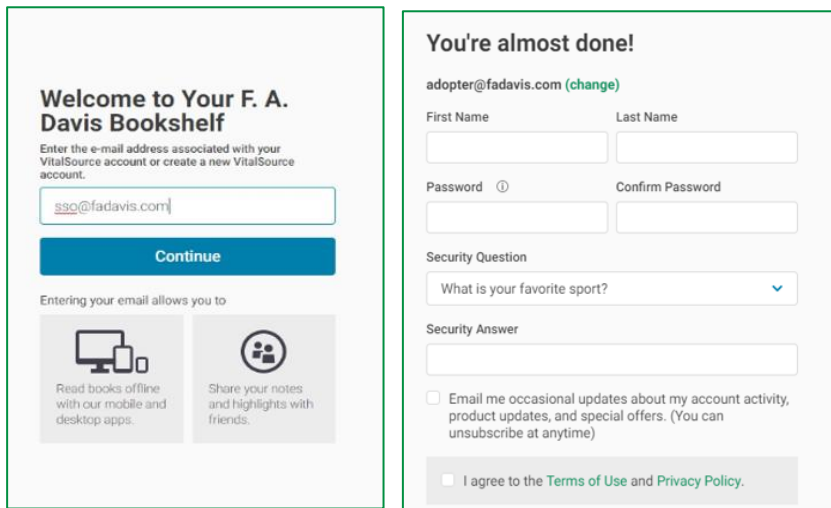 Welcome to Your F. A.
Davis Bookshelf
Enter the e-mail address associated with your
VitalSource account or create a new VitalSource
account.
sso@fadavis.com
Continue
Entering your email allows you to
Read books offline
with our mobile and
desktop apps.
Share your notes
and highlights with
friends.
You're almost done!
adopter@fadavis.com (change)
First Name
Last Name
Password
Confirm Password
Security Question
What is your favorite sport?
Security Answer
Email me occasional updates about my account activity,
product updates, and special offers. (You can
unsubscribe at anytime)
I agree to the Terms of Use and Privacy Policy.